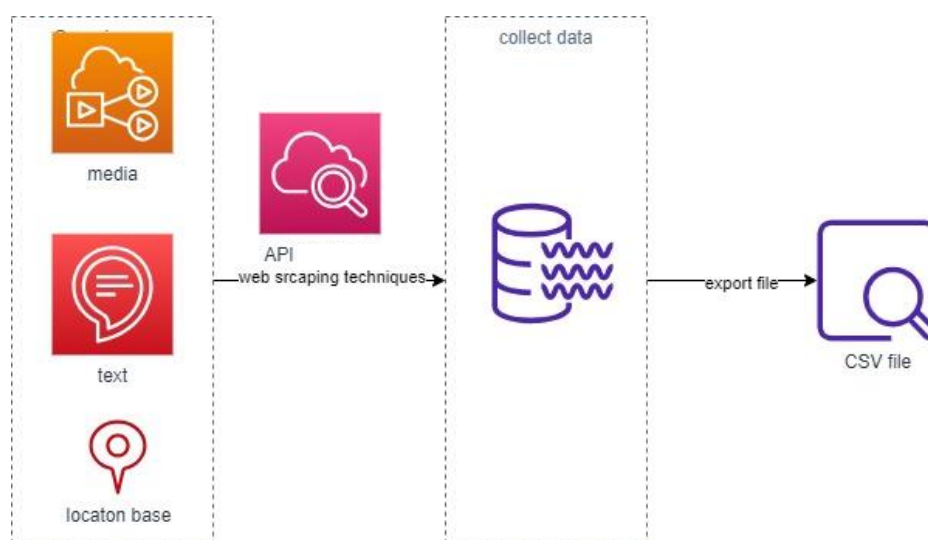 collect data
media
API
web srcaping techniques
export file
CSV file
text
locaton base